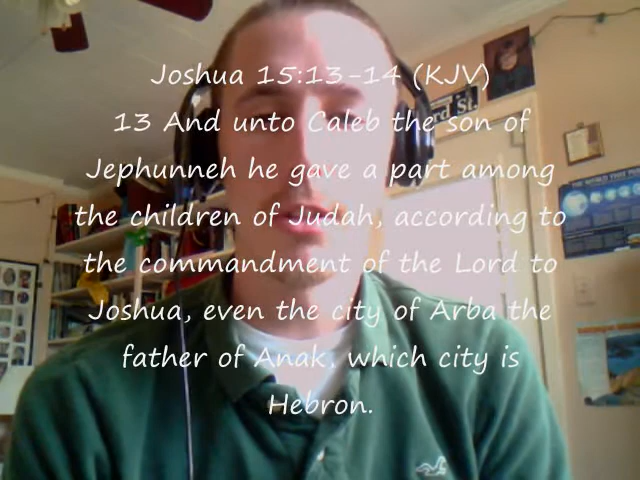 Joshua 15:13-14 (KJV)
13 And unto Caleb the son of
Jephunneh he gave a part among
the children of Judah, according to
the commandment of the Lord to
Joshua, even the city of Arba the
father of Anak, which city is
Hebron.
rd St.